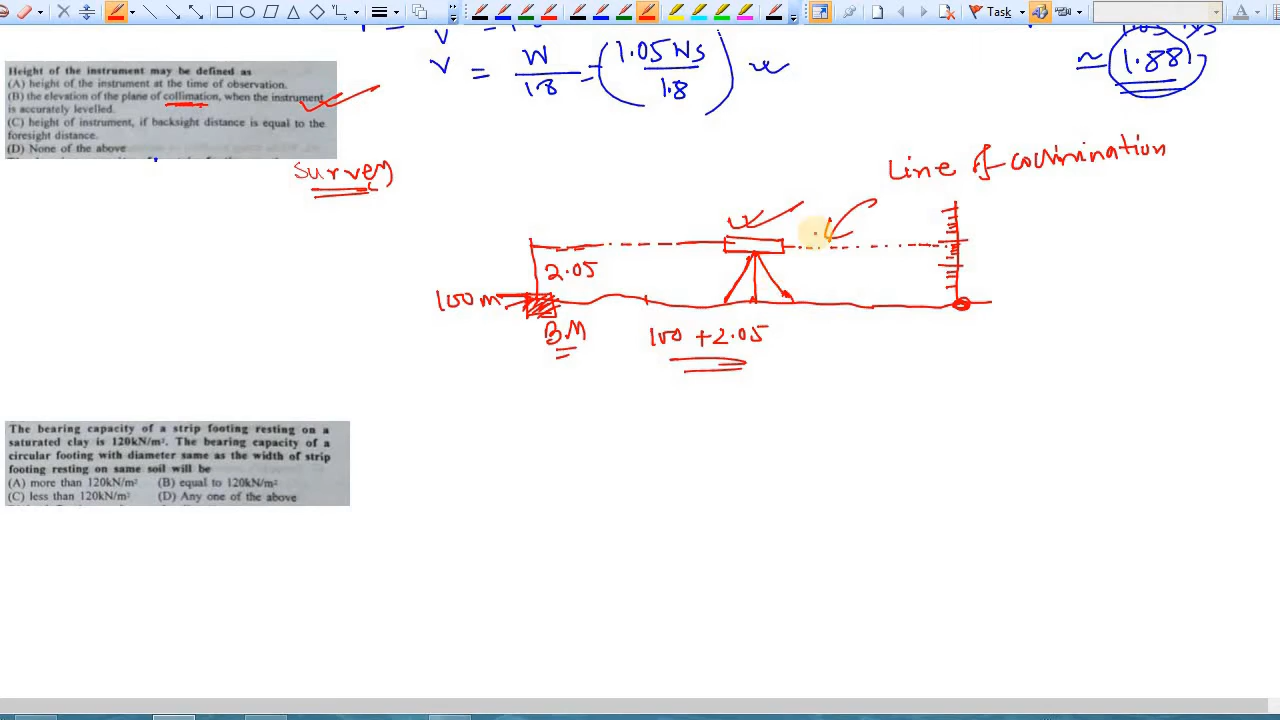 Task
V
V = W/1.8 = (1.05 Ws/1.8)
≈ 1.88
Height of the instrument may be defined as
(A) height of the instrument at the time of observation.
(B) the elevation of the plane of collimation, when the instrument
is accurately levelled.
(C) height of instrument, if backsight distance is equal to the
foresight distance.
(D) None of the above
Survey
Line of collimination
2.05
100 m
BM
100 + 2.05
The bearing capacity of a strip footing resting on a
saturated clay is 120kN/m². The bearing capacity of a
circular footing with diameter same as the width of strip
footing resting on same soil will be
(A) more than 120kN/m² (B) equal to 120kN/m²
(C) less than 120kN/m² (D) Any one of the above